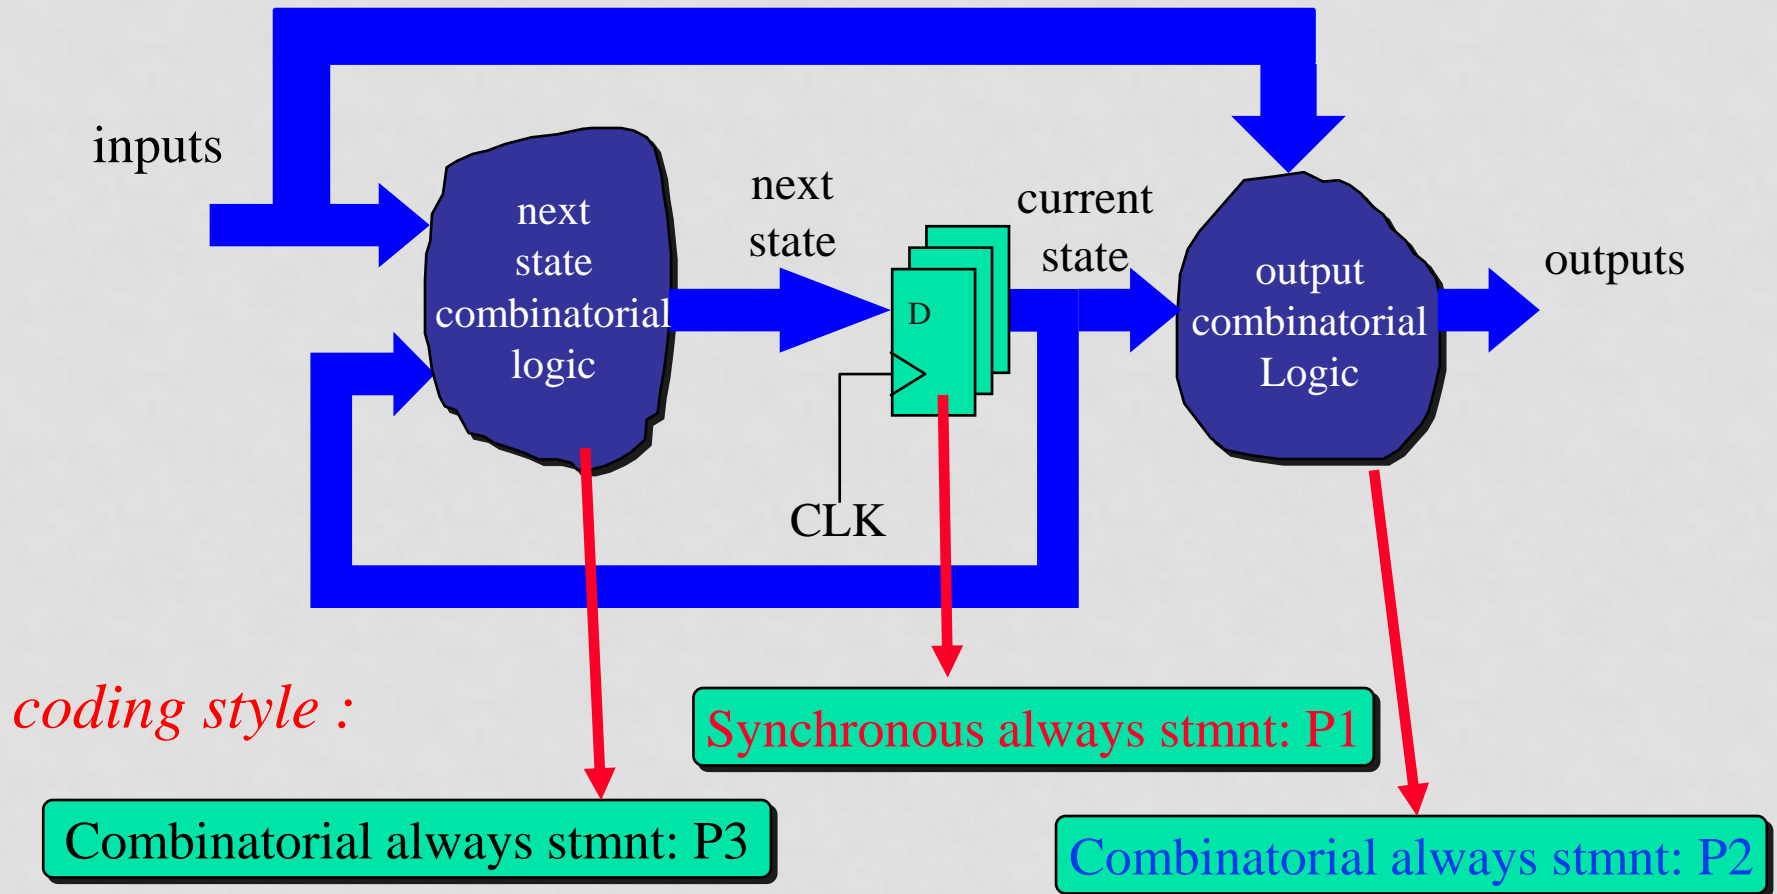 inputs
next
state
combinatorial
logic
next
state
D
CLK
current
state
output
combinatorial
Logic
outputs
coding style :
Synchronous always stmnt: P1
Combinatorial always stmnt: P3
Combinatorial always stmnt: P2